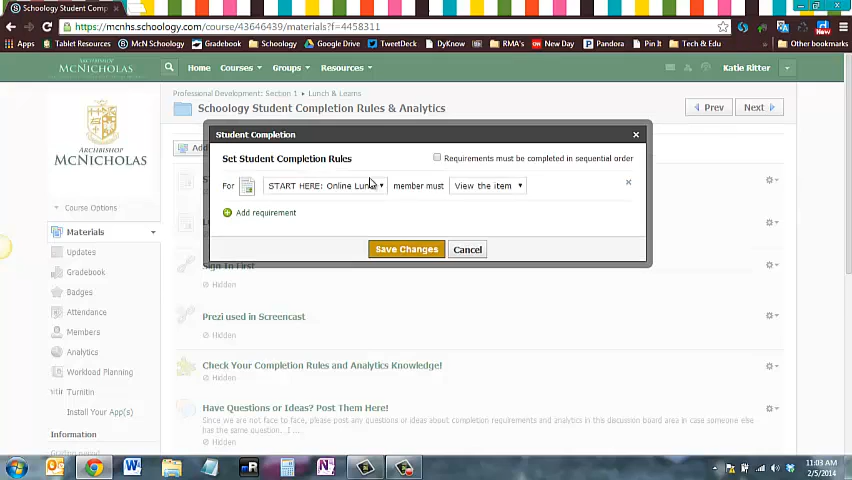 Schoology Student Comp
https://mcnhs.schoology.com/course/43646439/materials?f=4458311
Apps
Tablet Resources
McN Schoology
Gradebook
Schoology
Google Drive
TweetDeck
DyKnow
RMA's
New Day
Pandora
Pin It
Tech & Edu
Other bookmarks
ARCHBISHOP
MCNICHOLAS
Home
Courses
Groups
Resources
Katie Ritter
Professional Development: Section 1 ▸ Lunch & Learns
Schoology Student Completion Rules & Analytics
Prev
Next
Student Completion
Set Student Completion Rules
Requirements must be completed in sequential order
For
START HERE: Online Lun
member must
View the item
Add requirement
Save Changes
Cancel
ARCHBISHOP
MCNICHOLAS
Course Options
Materials
Updates
Gradebook
Badges
Attendance
Members
Analytics
Workload Planning
Turnitin
Install Your App(s)
Information
Add
Sign In First
Hidden
Prezi used in Screencast
Hidden
Check Your Completion Rules and Analytics Knowledge!
Hidden
Have Questions or Ideas? Post Them Here!
Since we are not face to face, please post any questions or ideas about completion requirements and analytics in this discussion board area in case someone else
has the same question. ...I ....
Hidden
11:03 AM
2/5/2014